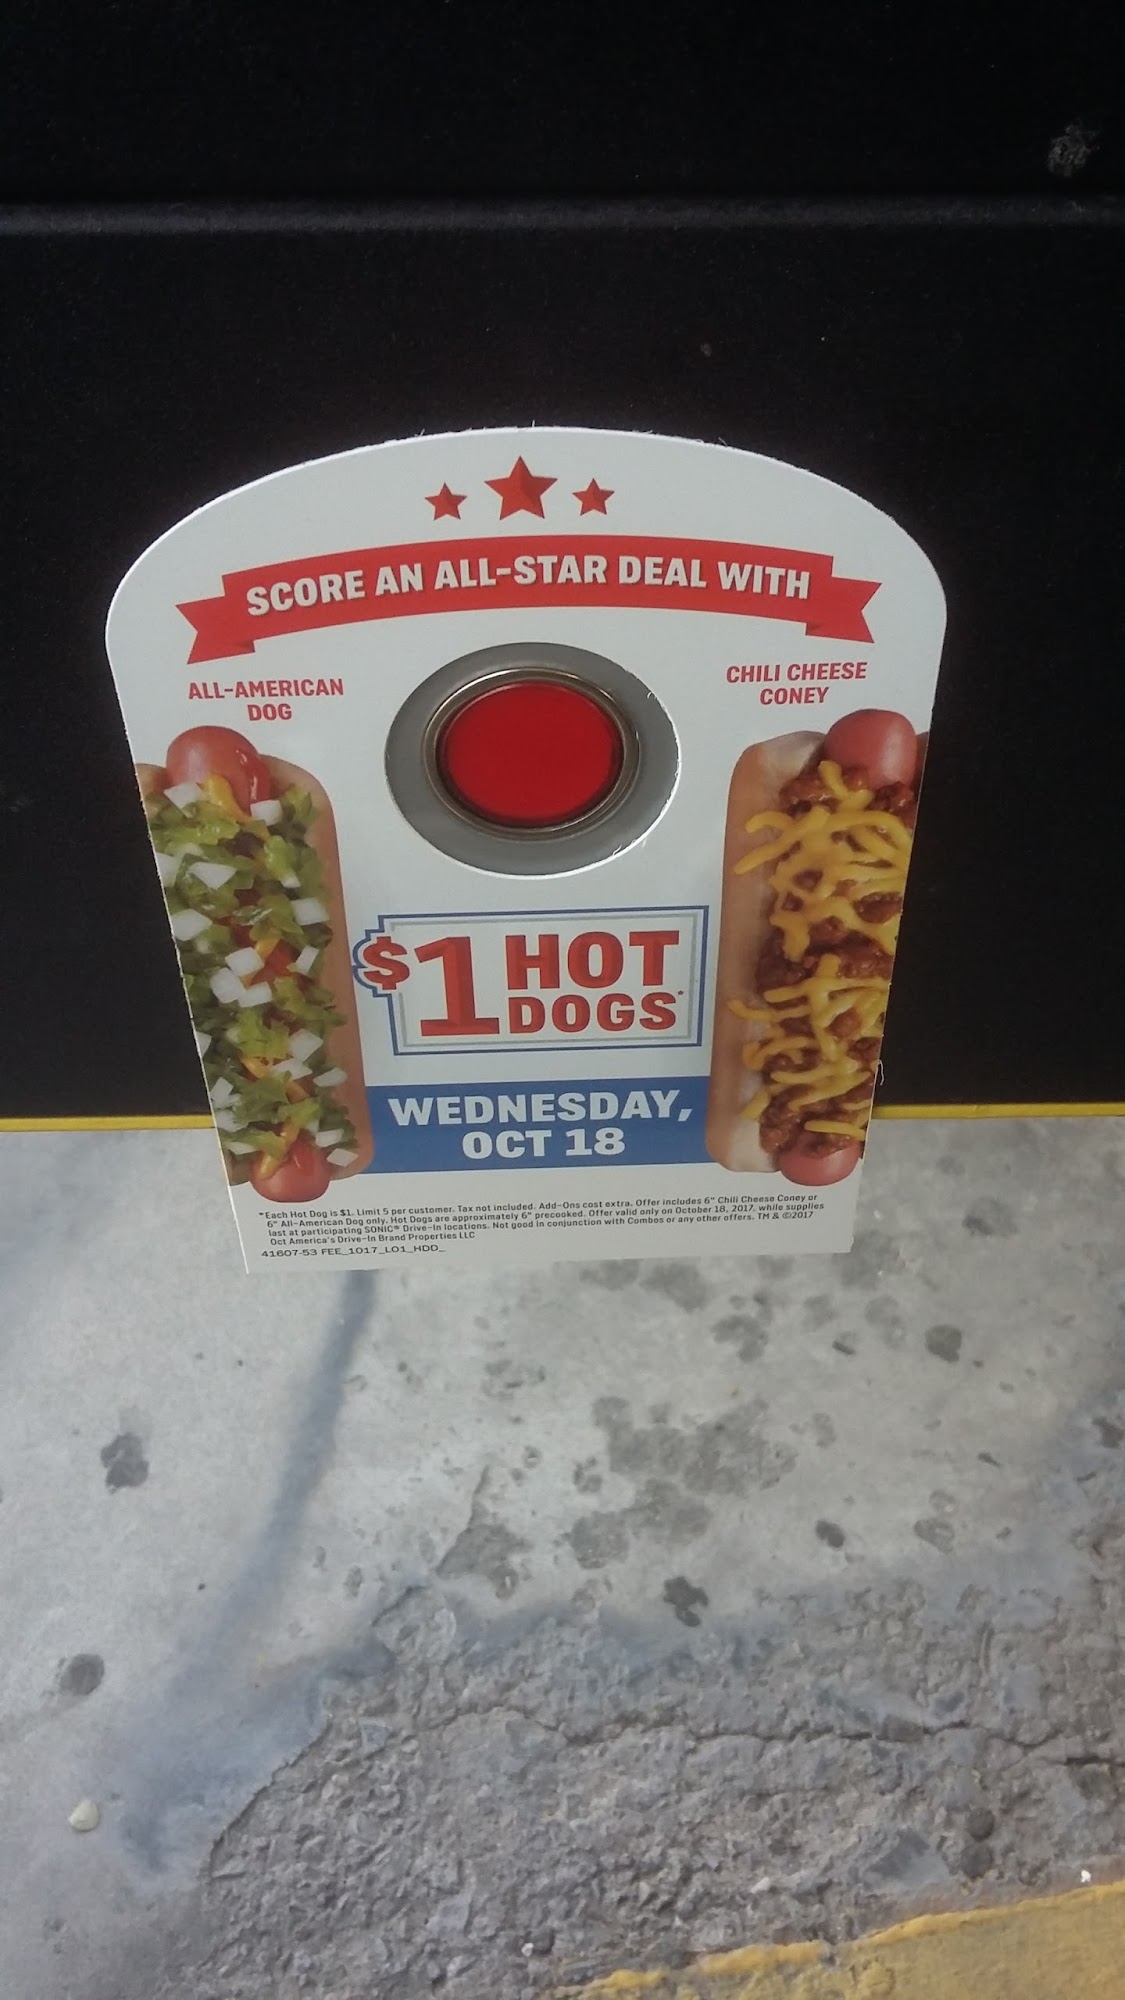 SCORE AN ALL-STAR DEAL WITH
ALL-AMERICAN
DOG
CHILI CHEESE
CONEY
$1 HOT
DOGS*
WEDNESDAY,
OCT 18
*Each Hot Dog is $1. Limit 5 per customer. Tax not included. Add-Ons cost extra. Offer includes 6" Chili Cheese Coney or
6" All-American Dog only. Hot Dogs are approximately 6" precooked. Offer valid only on October 18, 2017, while supplies
last at participating SONIC® Drive-In locations. Not good in conjunction with Combos or any other offers. TM & ©2017
Oct America's Drive-In Brand Properties LLC
41607-53 FEE_1017_LO1_HDD_